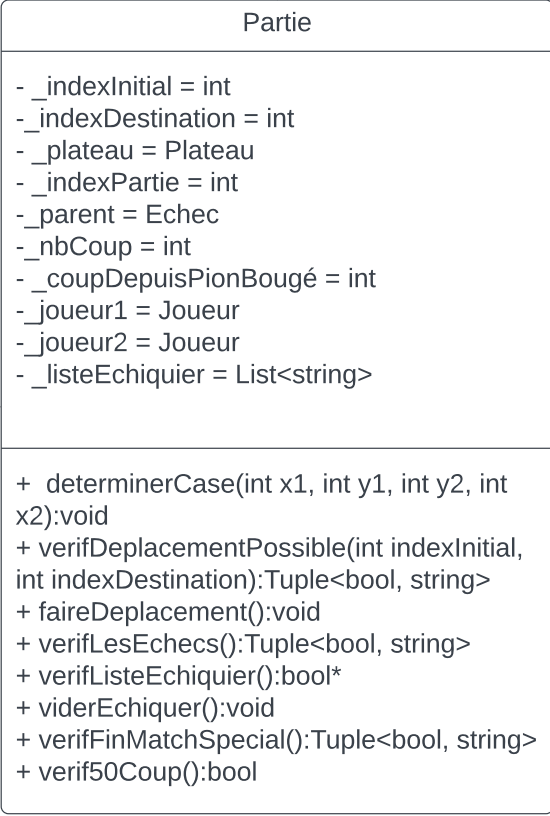 Partie
- _indexInitial = int
-_indexDestination = int
- _plateau = Plateau
- _indexPartie = int
-_parent = Echec
-_nbCoup = int
- _coupDepuisPionBougé = int
-_joueur1 = Joueur
-_joueur2 = Joueur
- _listeEchiquier = List<string>
+  determinerCase(int x1, int y1, int y2, int
x2):void
+ verifDeplacementPossible(int indexInitial,
int indexDestination):Tuple<bool, string>
+ faireDeplacement():void
+ verifLesEchecs():Tuple<bool, string>
+ verifListeEchiquier():bool*
+ viderEchiquer():void
+ verifFinMatchSpecial():Tuple<bool, string>
+ verif50Coup():bool